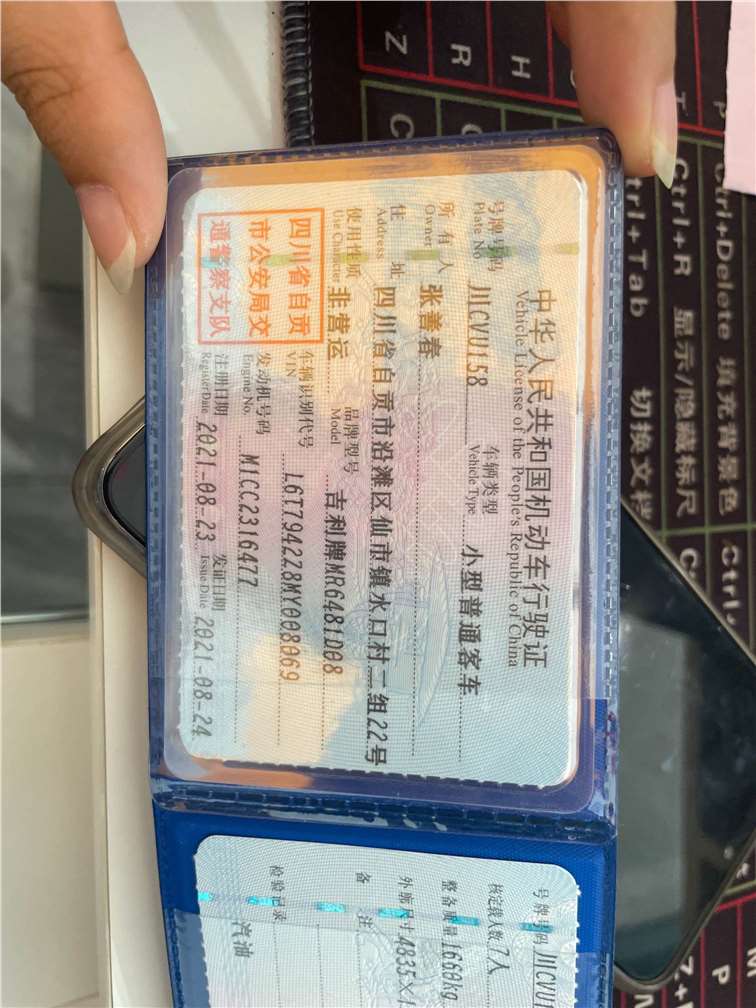 中华人民共和国机动车行驶证
Vehicle License of the People's Republic of China
号牌号码 川CVU158 车辆类型 小型普通客车
Plate No. Vehicle Type
所有人 张善春
Owner
住址 四川省自贡市沿滩区仙市镇水口村二组22号
Address
使用性质 非营运 品牌型号 吉利牌MR6481D08
Use Character Model
四川省自贡
市公安局交
通警察支队
车辆识别代号 L6T7942Z8MY008069
VIN
发动机号码 M1CC2316477
Engine No.
注册日期 2021-08-23 发证日期 2021-08-24
Register Date Issue Date
号牌号码 川CVU
核定载人数 7人
整备质量 1660kg
外廓尺寸 4835×
备注
检验记录
汽油
Z
R
H
C
Ctrl+Delete 填充背景色
Ctrl+R 显示/隐藏标尺
Ctrl+Tab 切换文档